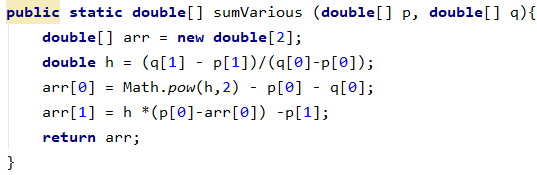 public static double[] sumVarious (double[] p, double[] q){
    double[] arr = new double[2];
    double h = (q[1] - p[1])/(q[0]-p[0]);
    arr[0] = Math.pow(h,2) - p[0] - q[0];
    arr[1] = h *(p[0]-arr[0]) -p[1];
    return arr;
}